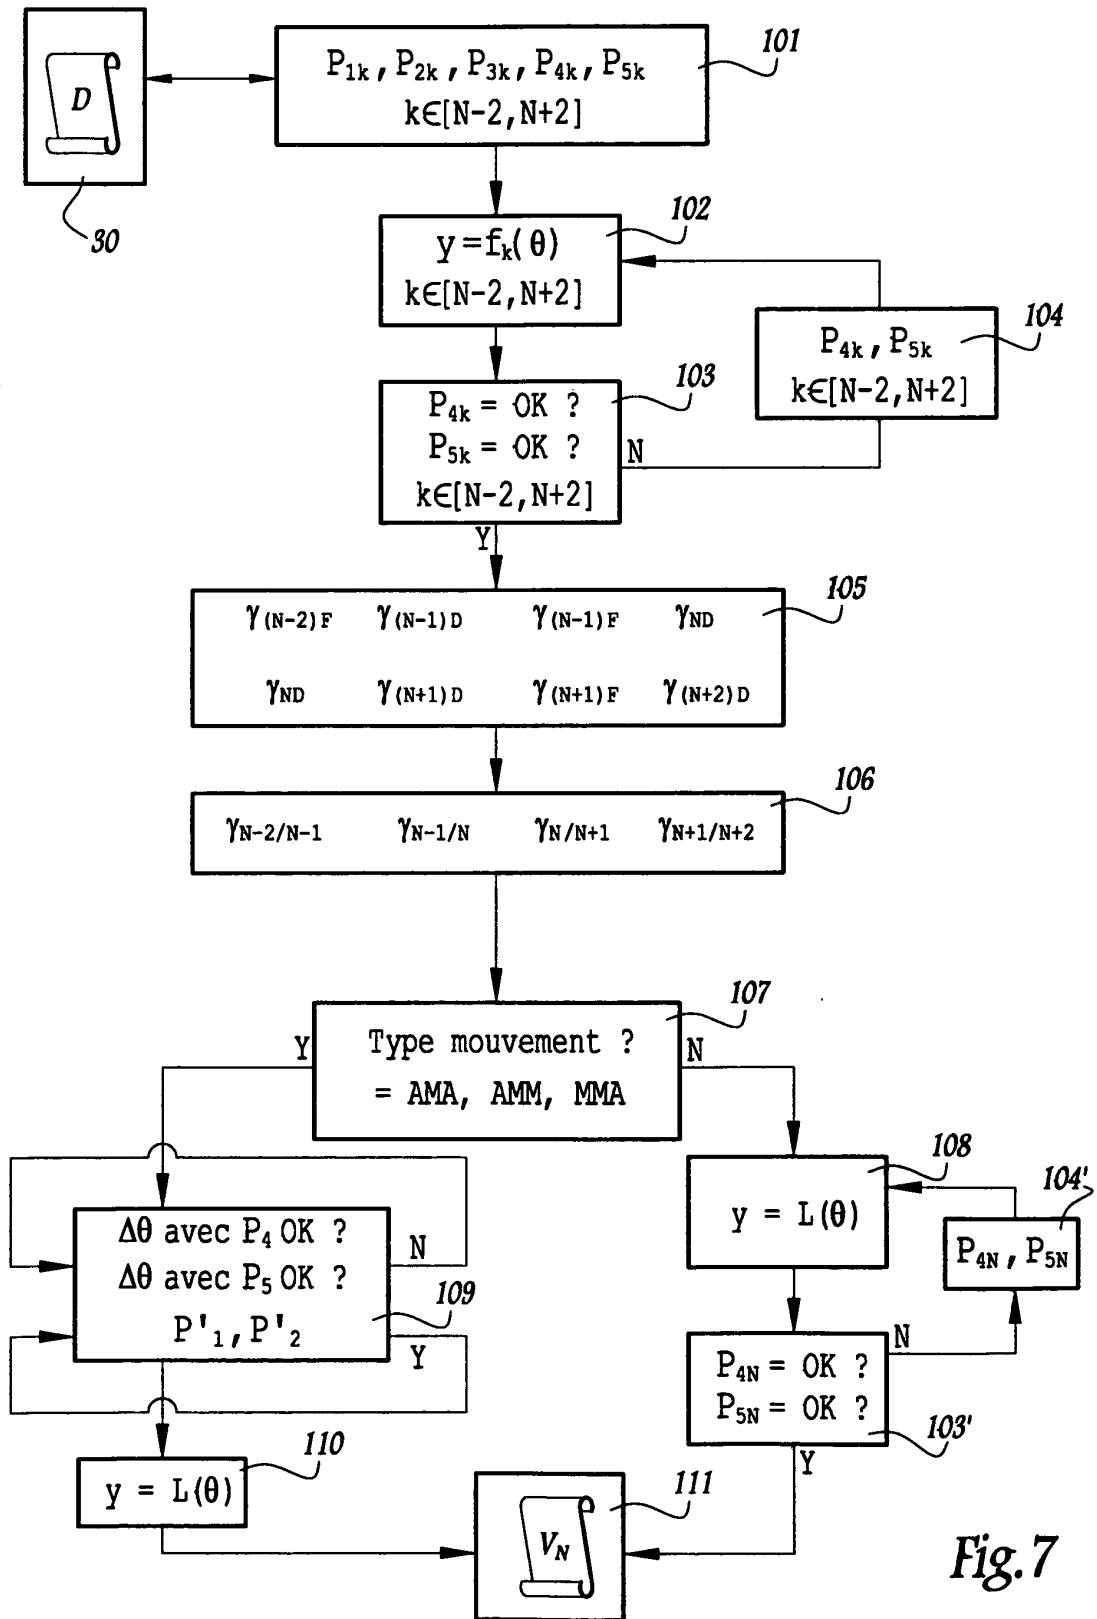 D
30
101
P1k, P2k, P3k, P4k, P5k
k∈[N-2,N+2]
102
y=fk(θ)
k∈[N-2,N+2]
104
P4k, P5k
k∈[N-2,N+2]
103
P4k = OK ?
P5k = OK ?
k∈[N-2,N+2]
N
Y
105
γ(N-2)F γ(N-1)D γ(N-1)F γND
γND γ(N+1)D γ(N+1)F γ(N+2)D
106
γN-2/N-1 γN-1/N γN/N+1 γN+1/N+2
107
Y
Type mouvement ?
= AMA, AMM, MMA
N
108
y = L(θ)
104'
P4N, P5N
Δθ avec P4 OK ?
N
Δθ avec P5 OK ?
109
P'1, P'2
Y
N
P4N = OK ?
P5N = OK ?
103'
Y
110
y = L(θ)
111
VN
Fig.7